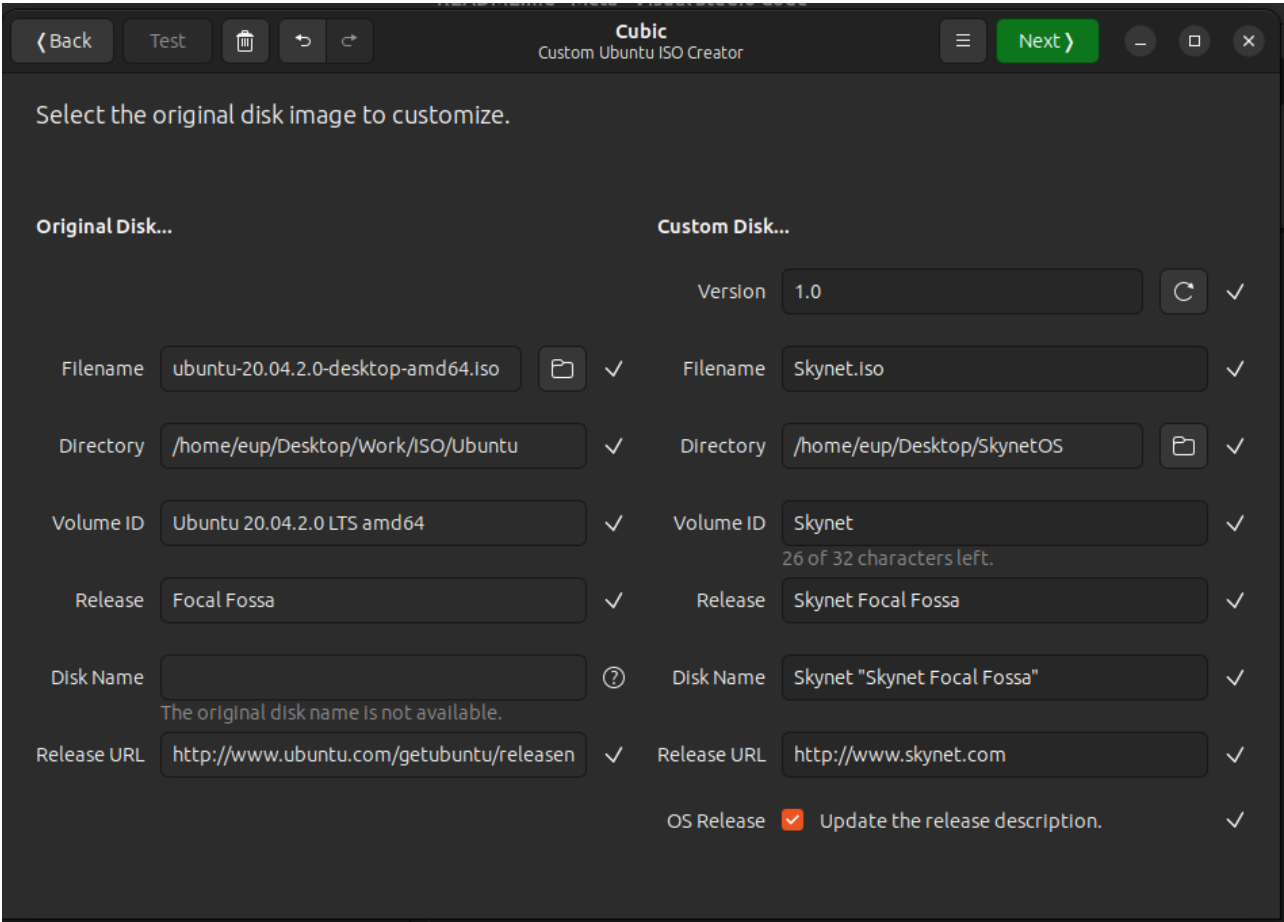 Back
Test
Cubic
Custom Ubuntu ISO Creator
Next
Select the original disk image to customize.
Original Disk...
Custom Disk...
Version 1.0
Filename ubuntu-20.04.2.0-desktop-amd64.iso
Filename Skynet.iso
Directory /home/eup/Desktop/Work/ISO/Ubuntu
Directory /home/eup/Desktop/SkynetOS
Volume ID Ubuntu 20.04.2.0 LTS amd64
Volume ID Skynet
26 of 32 characters left.
Release Focal Fossa
Release Skynet Focal Fossa
Disk Name
The original disk name is not available.
Disk Name Skynet "Skynet Focal Fossa"
Release URL http://www.ubuntu.com/getubuntu/releasen
Release URL http://www.skynet.com
OS Release Update the release description.